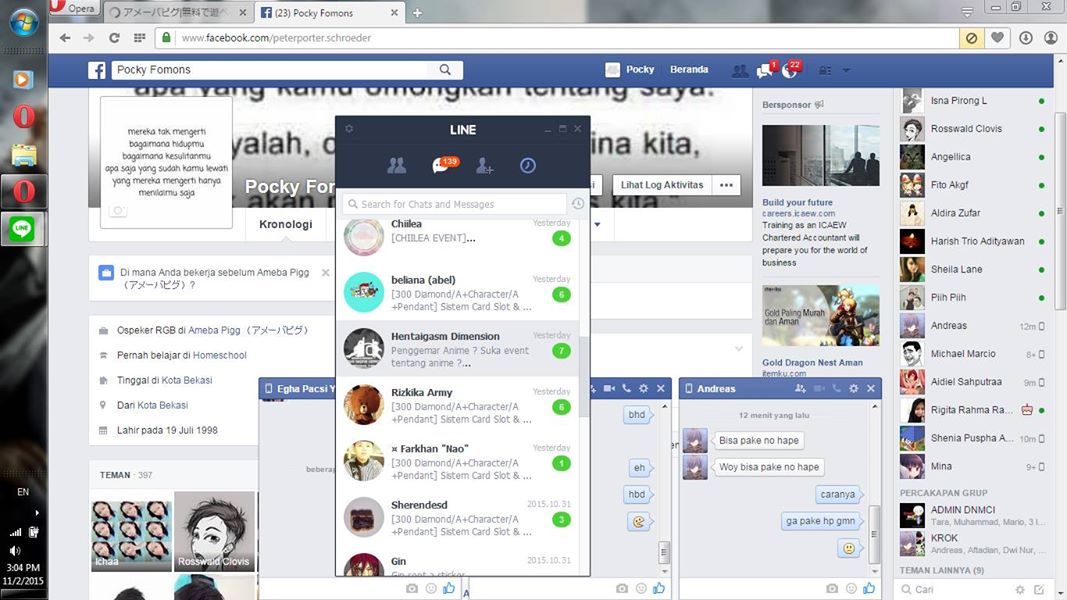 Opera
アメーバピグ|無料で遊べ
(23) Pocky Fomons
www.facebook.com/peterporter.schroeder
Pocky Fomons
Pocky
Beranda
1
22
apa yang kamu omongkan tentang saya.
mereka tak mengerti
bagaimana hidupmu
bagaimana kesulitanmu
apa saja yang sudah kamu lewati
yang mereka mengerti hanya
menilaimu saja
Lihat Log Aktivitas
Kronologi
Di mana Anda bekerja sebelum Ameba Pigg
（アメーバピグ）?
Ospeker RGB di Ameba Pigg （アメーバピグ）
Pernah belajar di Homeschool
Tinggal di Kota Bekasi
Dari Kota Bekasi
Lahir pada 19 Juli 1998
TEMAN · 397
Ichaa
Rosswald Clovis
LINE
139
Search for Chats and Messages
Chiilea
Yesterday
[CHIILEA EVENT]...
4
beliana (abel)
Yesterday
[300 Diamond/A+Character/A
+Pendant] Sistem Card Slot & ...
6
Hentaigasm Dimension
Yesterday
Penggemar Anime ? Suka event
tentang anime ?...
7
Rizkika Army
Yesterday
[300 Diamond/A+Character/A
+Pendant] Sistem Card Slot & ...
6
¤ Farkhan "Nao"
Yesterday
[300 Diamond/A+Character/A
+Pendant] Sistem Card Slot & ...
1
Sherendesd
2015.10.31
[300 Diamond/A+Character/A
+Pendant] Sistem Card Slot & ...
3
Gin
2015.10.31
Gin sent a sticker
Egha Pacsi Y
bhd
eh
hbd
Andreas
12 menit yang lalu
Bisa pake no hape
Woy bisa pake no hape
caranya
ga pake hp gmn
Bersponsor
Build your future
careers.icaew.com
Training as an ICAEW
Chartered Accountant will
prepare you for the world of
business
Gold Paling Murah
dan Aman
Gold Dragon Nest Aman
itemku.com
Isna Pirong L
Rosswald Clovis
Angellica
Fito Akgf
Aldira Zufar
Harish Trio Adityawan
Sheila Lane
Piih Piih
Andreas
12m
Michael Marcio
8+
Aidiel Sahputraa
9m
Rigita Rahma Ra...
Shenia Puspha A...
10m
Mina
9+
PERCAKAPAN GRUP
ADMIN DNMCI
Tara, Muhammad, Mario, 3 l...
KROK
Andreas, Aftadian, Dwi Nur, ...
TEMAN LAINNYA (9)
Cari
EN
3:04 PM
11/2/2015